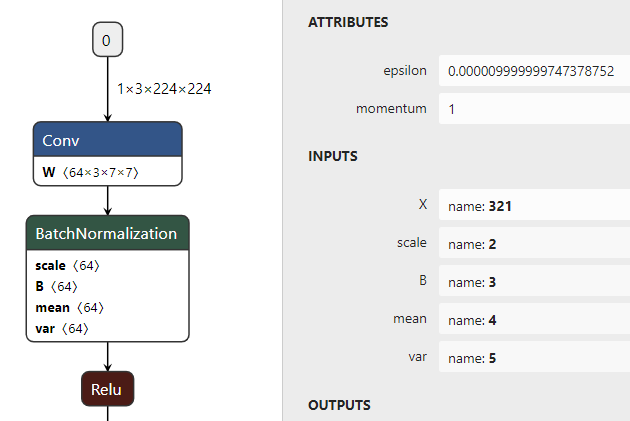 0
1×3×224×224
Conv
W ⟨64×3×7×7⟩
BatchNormalization
scale ⟨64⟩
B ⟨64⟩
mean ⟨64⟩
var ⟨64⟩
Relu
ATTRIBUTES
epsilon 0.000009999999747378752
momentum 1
INPUTS
X name: 321
scale name: 2
B name: 3
mean name: 4
var name: 5
OUTPUTS